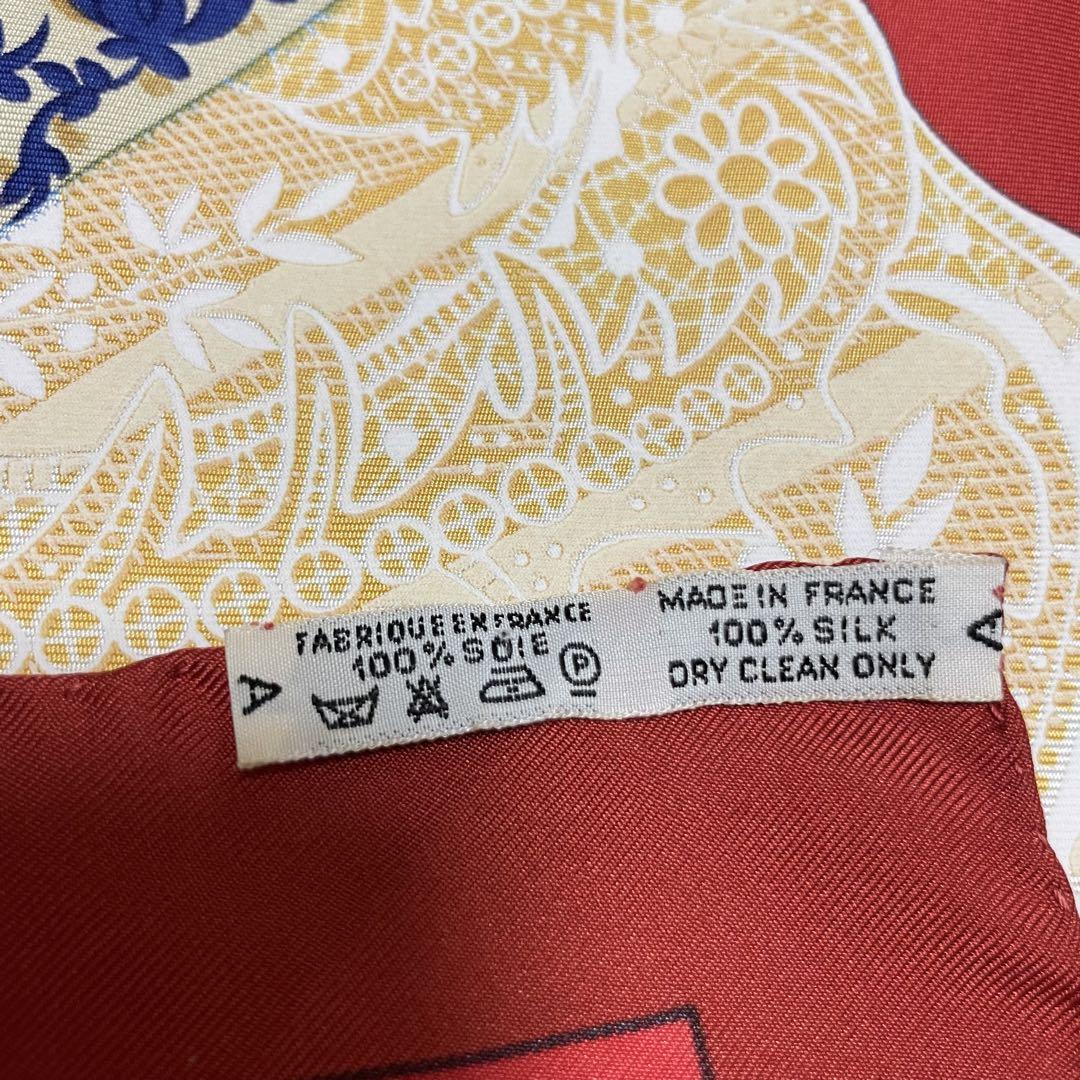 FABRIQUE EN FRANCE
100% SOIE
A
P
MADE IN FRANCE
100% SILK
DRY CLEAN ONLY
A